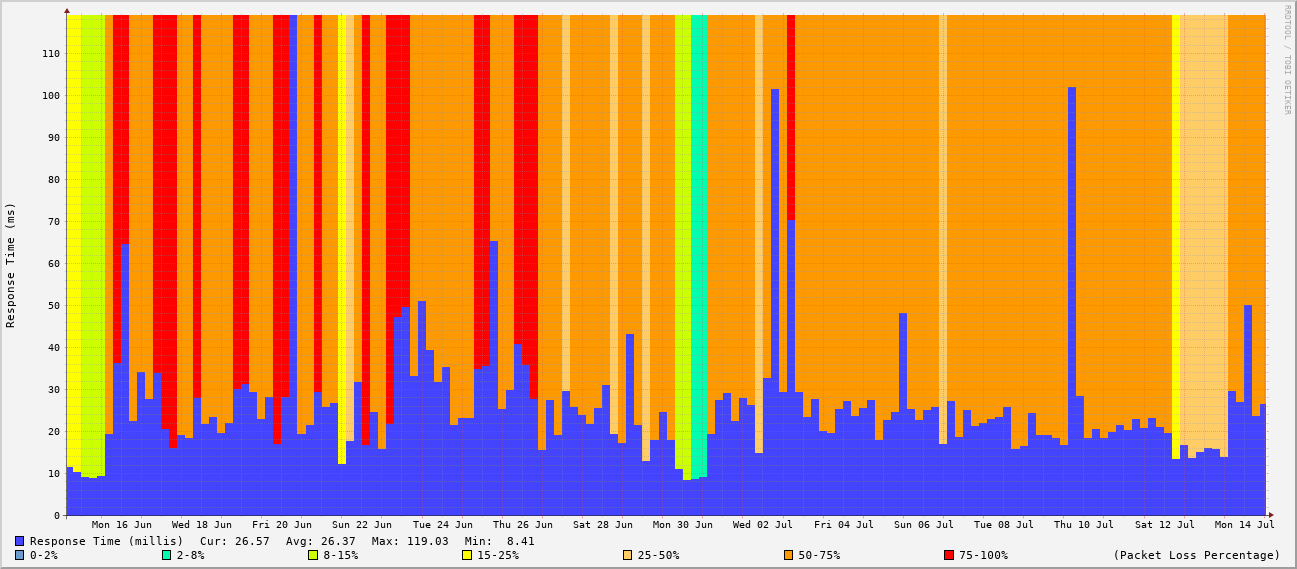 RRDTOOL / TOBI OETIKER
Response Time (ms)
110
100
90
80
70
60
50
40
30
20
10
0
Mon 16 Jun Wed 18 Jun Fri 20 Jun Sun 22 Jun Tue 24 Jun Thu 26 Jun Sat 28 Jun Mon 30 Jun Wed 02 Jul Fri 04 Jul Sun 06 Jul Tue 08 Jul Thu 10 Jul Sat 12 Jul Mon 14 Jul
Response Time (millis) Cur: 26.57 Avg: 26.37 Max: 119.03 Min: 8.41
0-2% 2-8% 8-15% 15-25% 25-50% 50-75% 75-100% (Packet Loss Percentage)